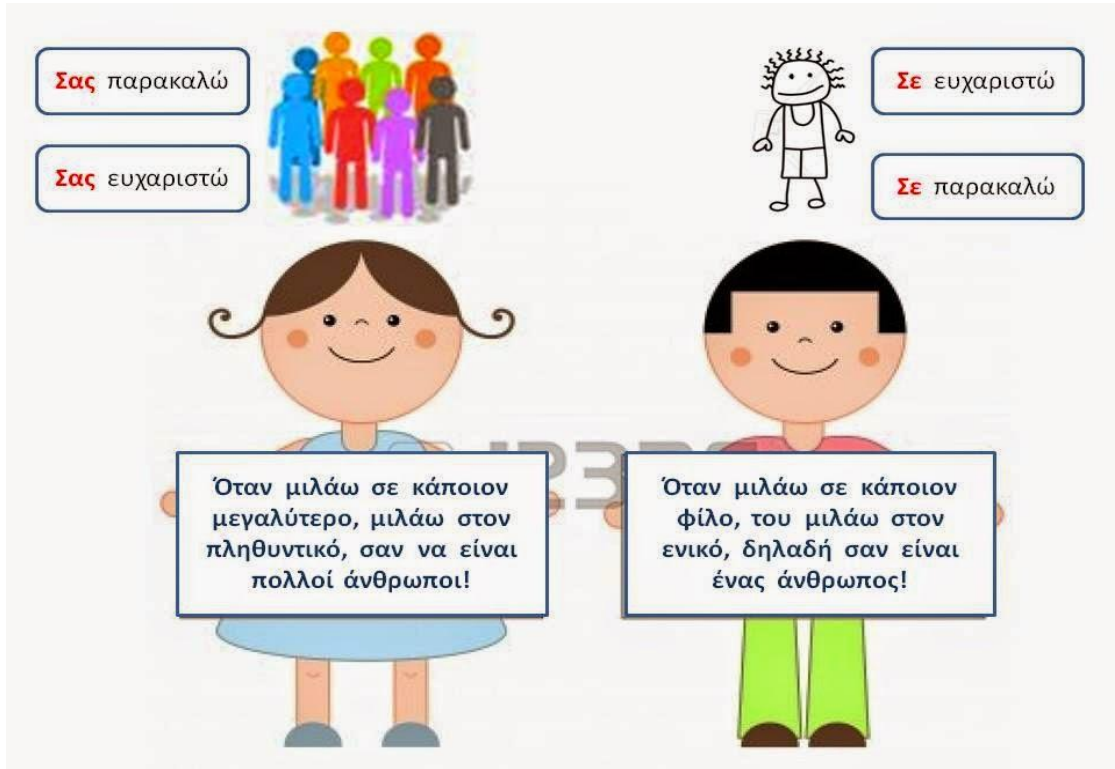 Σας παρακαλώ
Σας ευχαριστώ
Σε ευχαριστώ
Σε παρακαλώ
Όταν μιλάω σε κάποιον
μεγαλύτερο, μιλάω στον
πληθυντικό, σαν να είναι
πολλοί άνθρωποι!
Όταν μιλάω σε κάποιον
φίλο, του μιλάω στον
ενικό, δηλαδή σαν είναι
ένας άνθρωπος!